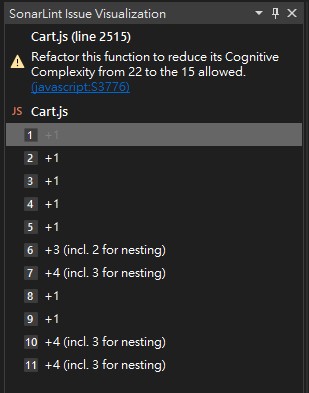 SonarLint Issue Visualization
Cart.js (line 2515)
Refactor this function to reduce its Cognitive
Complexity from 22 to the 15 allowed.
(javascript:S3776)
JS Cart.js
1 +1
2 +1
3 +1
4 +1
5 +1
6 +3 (incl. 2 for nesting)
7 +4 (incl. 3 for nesting)
8 +1
9 +1
10 +4 (incl. 3 for nesting)
11 +4 (incl. 3 for nesting)